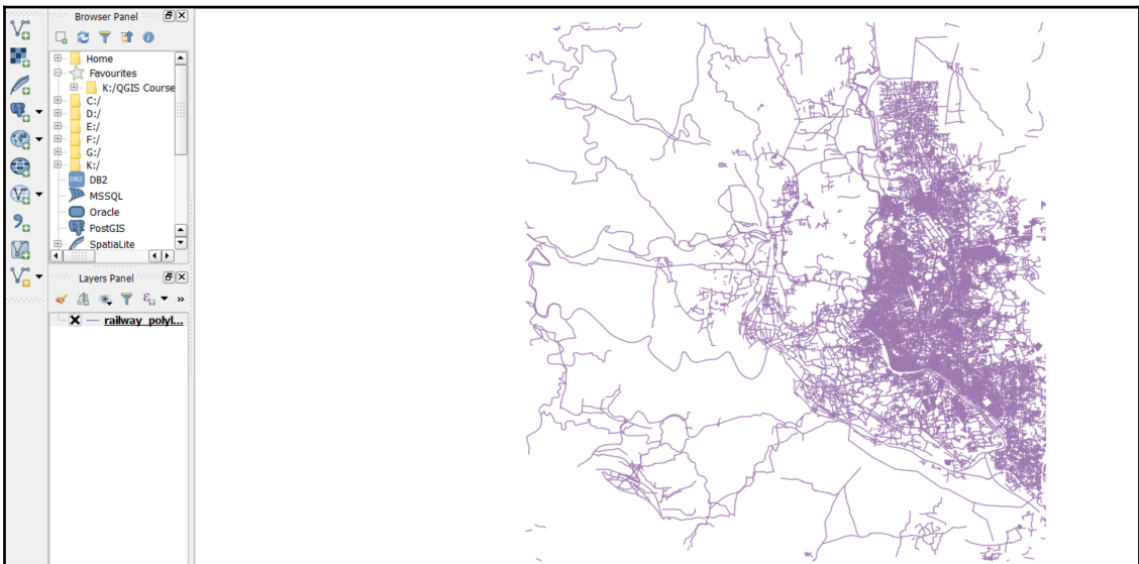 Browser Panel
Home
Favourites
K:/QGIS Course
C:/
D:/
E:/
F:/
G:/
K:/
DB2 DB2
MSSQL
Oracle
PostGIS
SpatiaLite
Layers Panel
railway_polyl...